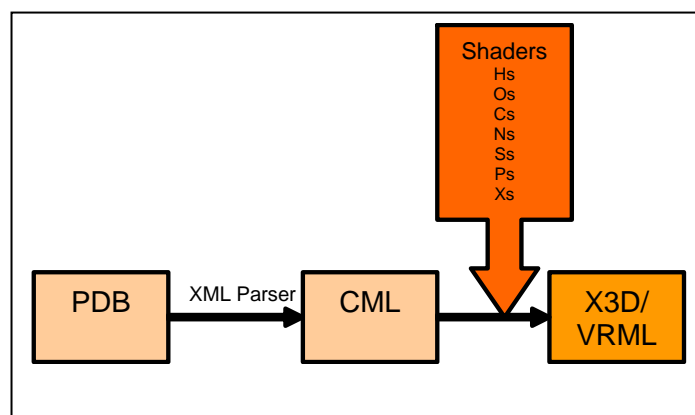 Shaders
Hs
Os
Cs
Ns
Ss
Ps
Xs
PDB
XML Parser
CML
X3D/
VRML